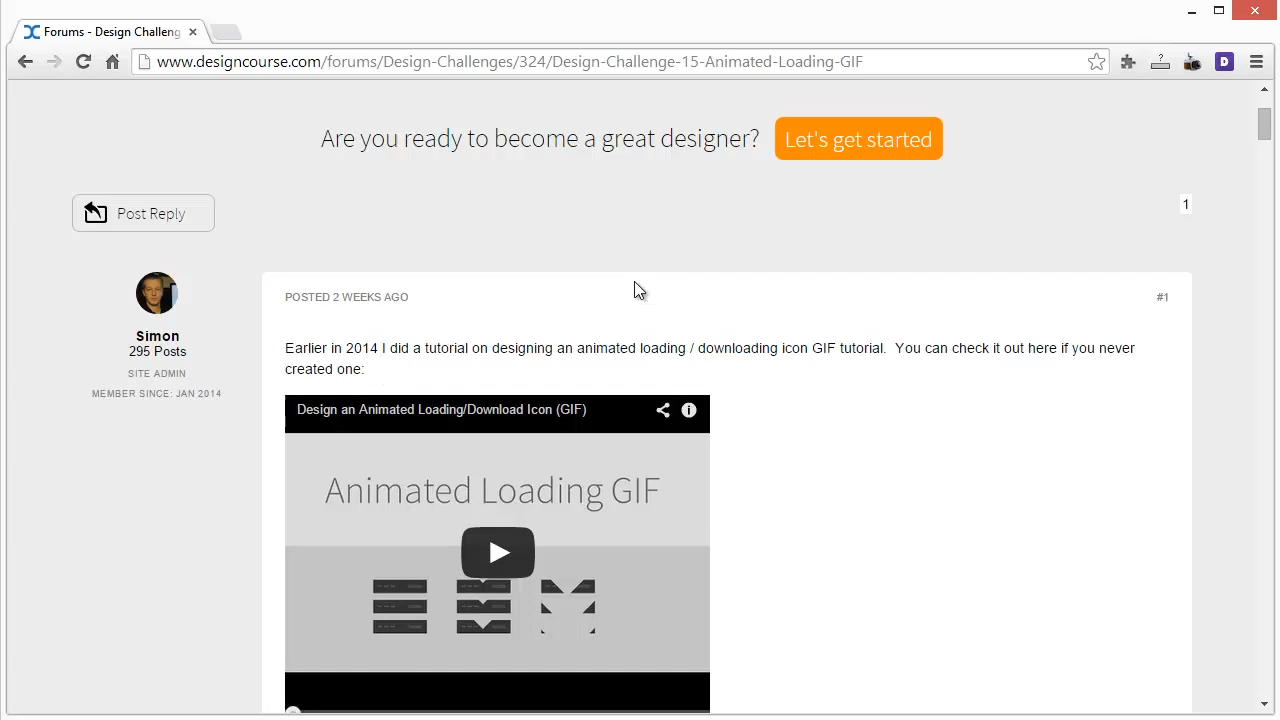 Forums - Design Challeng
www.designcourse.com/forums/Design-Challenges/324/Design-Challenge-15-Animated-Loading-GIF
D
Are you ready to become a great designer? Let's get started
Post Reply
1
POSTED 2 WEEKS AGO
#1
Simon
295 Posts
SITE ADMIN
MEMBER SINCE: JAN 2014
Earlier in 2014 I did a tutorial on designing an animated loading / downloading icon GIF tutorial. You can check it out here if you never
created one:
Design an Animated Loading/Download Icon (GIF)
Animated Loading GIF